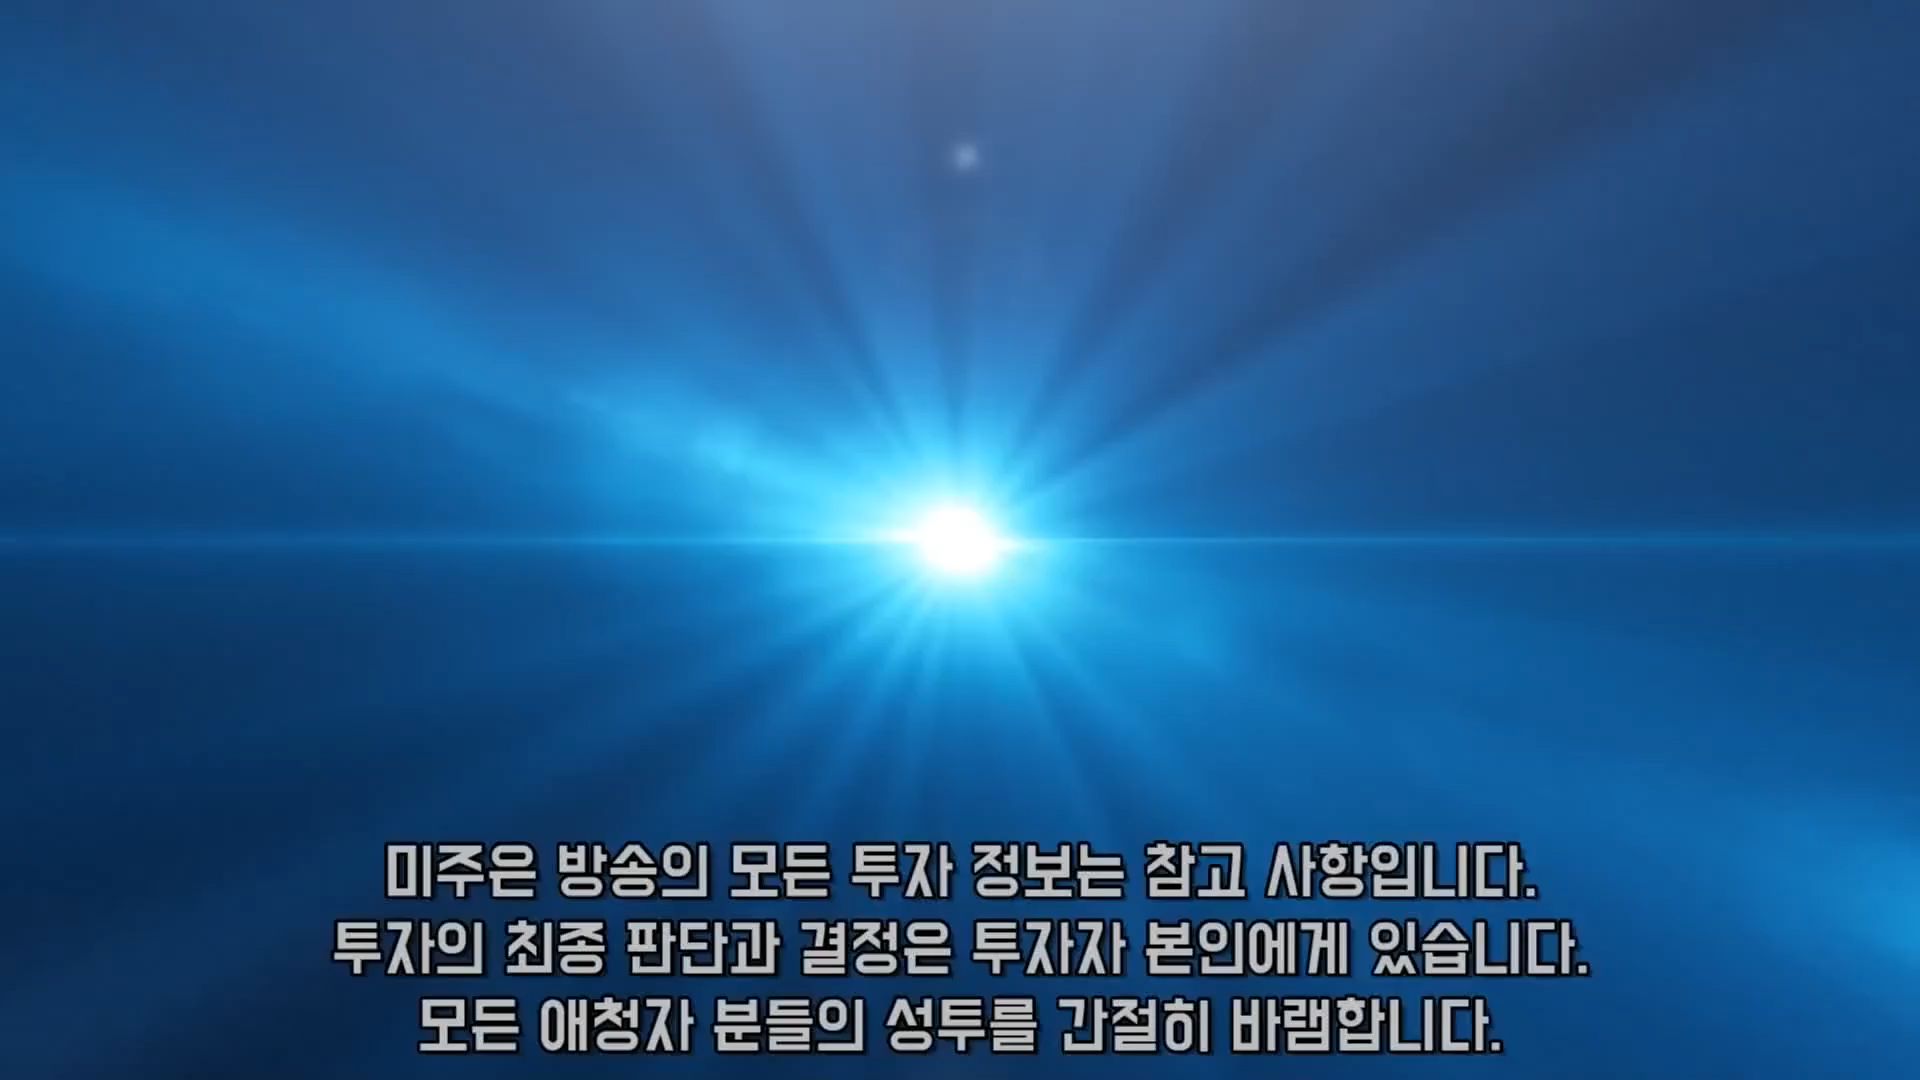 미주은 방송의 모든 투자 정보는 참고 사항입니다.
투자의 최종 판단과 결정은 투자자 본인에게 있습니다.
모든 애청자 분들의 성투를 간절히 바램합니다.